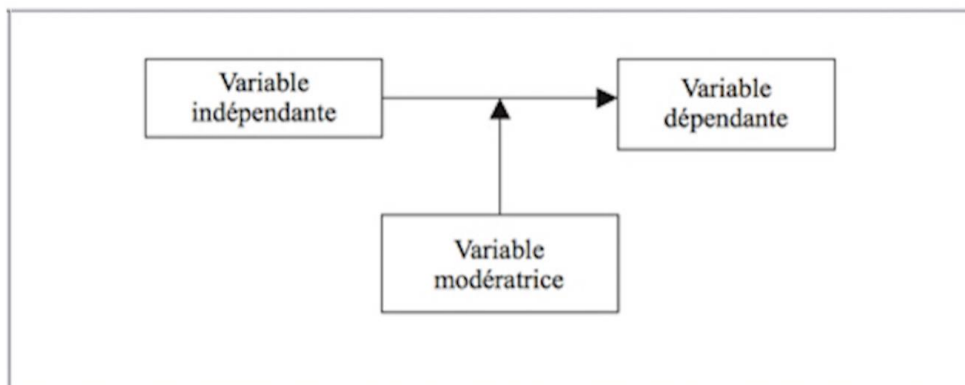 Variable
indépendante
Variable
dépendante
Variable
modératrice